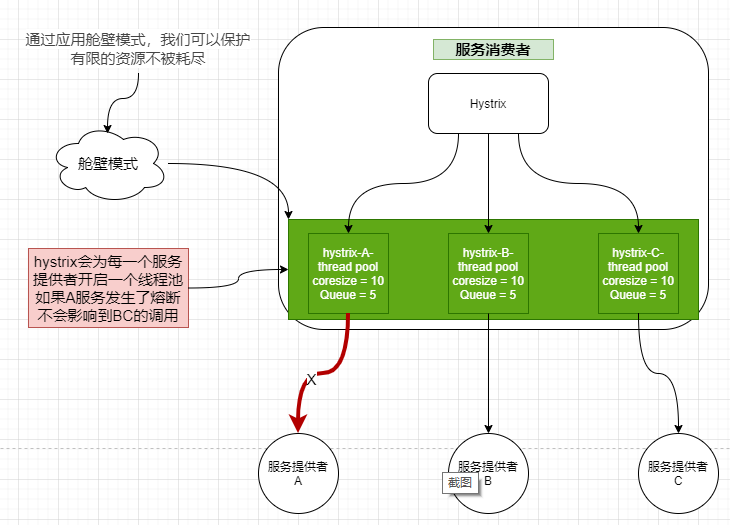 通过应用舱壁模式，我们可以保护
有限的资源不被耗尽
服务消费者
Hystrix
舱壁模式
hystrix会为每一个服务
提供者开启一个线程池
如果A服务发生了熔断
不会影响到BC的调用
hystrix-A-
thread pool
coresize = 10
Queue = 5
hystrix-B-
thread pool
coresize = 10
Queue = 5
hystrix-C-
thread pool
coresize = 10
Queue = 5
X
服务提供者
A
服务提供者
B
截图
服务提供者
C